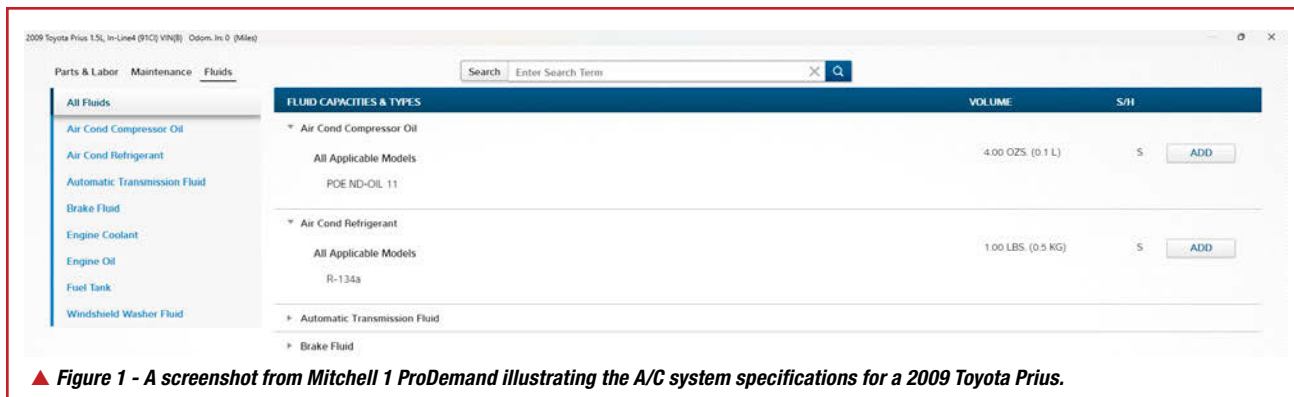 2009 Toyota Prius 1.5L, In-Line4 (91CI) VIN(B) Odom. In: 0 (Miles)
Parts & Labor Maintenance Fluids
Search Enter Search Term
All Fluids
Air Cond Compressor Oil
Air Cond Refrigerant
Automatic Transmission Fluid
Brake Fluid
Engine Coolant
Engine Oil
Fuel Tank
Windshield Washer Fluid
FLUID CAPACITIES & TYPES VOLUME S/H
Air Cond Compressor Oil
All Applicable Models 4.00 OZS. (0.1 L) S ADD
POE ND-OIL 11
Air Cond Refrigerant
All Applicable Models 1.00 LBS. (0.5 KG) S ADD
R-134a
Automatic Transmission Fluid
Brake Fluid
Figure 1 - A screenshot from Mitchell 1 ProDemand illustrating the A/C system specifications for a 2009 Toyota Prius.